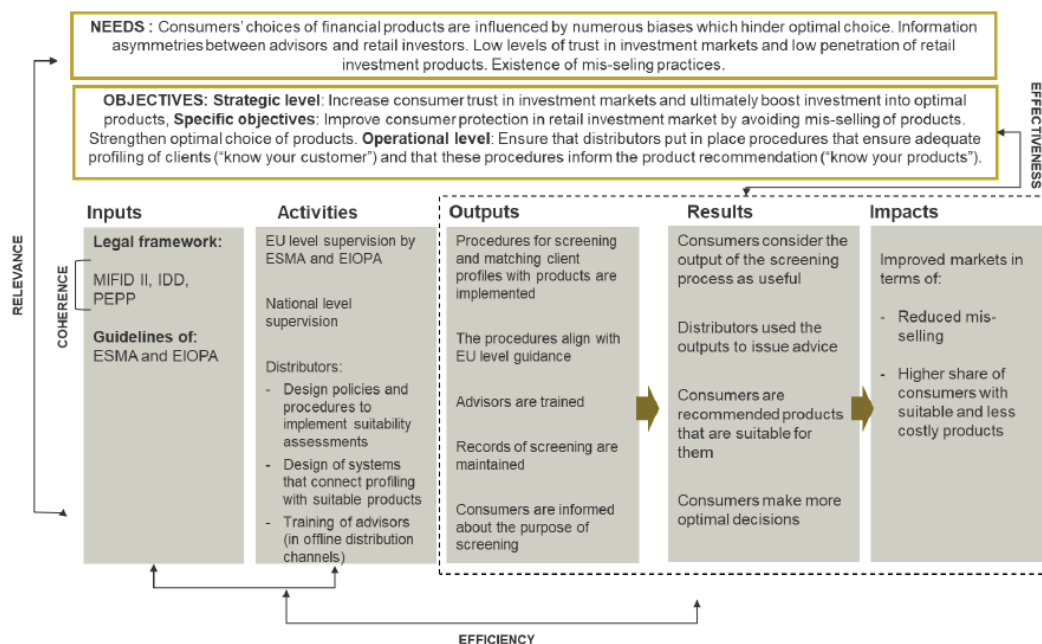 NEEDS : Consumers' choices of financial products are influenced by numerous biases which hinder optimal choice. Information
asymmetries between advisors and retail investors. Low levels of trust in investment markets and low penetration of retail
investment products. Existence of mis-seling practices.
OBJECTIVES: Strategic level: Increase consumer trust in investment markets and ultimately boost investment into optimal
products, Specific objectives: Improve consumer protection in retail investment market by avoiding mis-selling of products.
Strengthen optimal choice of products. Operational level: Ensure that distributors put in place procedures that ensure adequate
profiling of clients ("know your customer") and that these procedures inform the product recommendation ("know your products").
EFFECTIVENESS
RELEVANCE
COHERENCE
Inputs
Legal framework:
MIFID II, IDD,
PEPP
Guidelines of:
ESMA and EIOPA
Activities
EU level supervision by
ESMA and EIOPA
National level
supervision
Distributors:
- Design policies and
procedures to
implement suitability
assessments
- Design of systems
that connect profiling
with suitable products
- Training of advisors
(in offline distribution
channels)
Outputs
Procedures for screening
and matching client
profiles with products are
implemented
The procedures align with
EU level guidance
Advisors are trained
Records of screening are
maintained
Consumers are informed
about the purpose of
screening
Results
Consumers consider the
output of the screening
process as useful
Distributors used the
outputs to issue advice
Consumers are
recommended products
that are suitable for
them
Consumers make more
optimal decisions
Impacts
Improved markets in
terms of:
- Reduced mis-
selling
- Higher share of
consumers with
suitable and less
costly products
EFFICIENCY